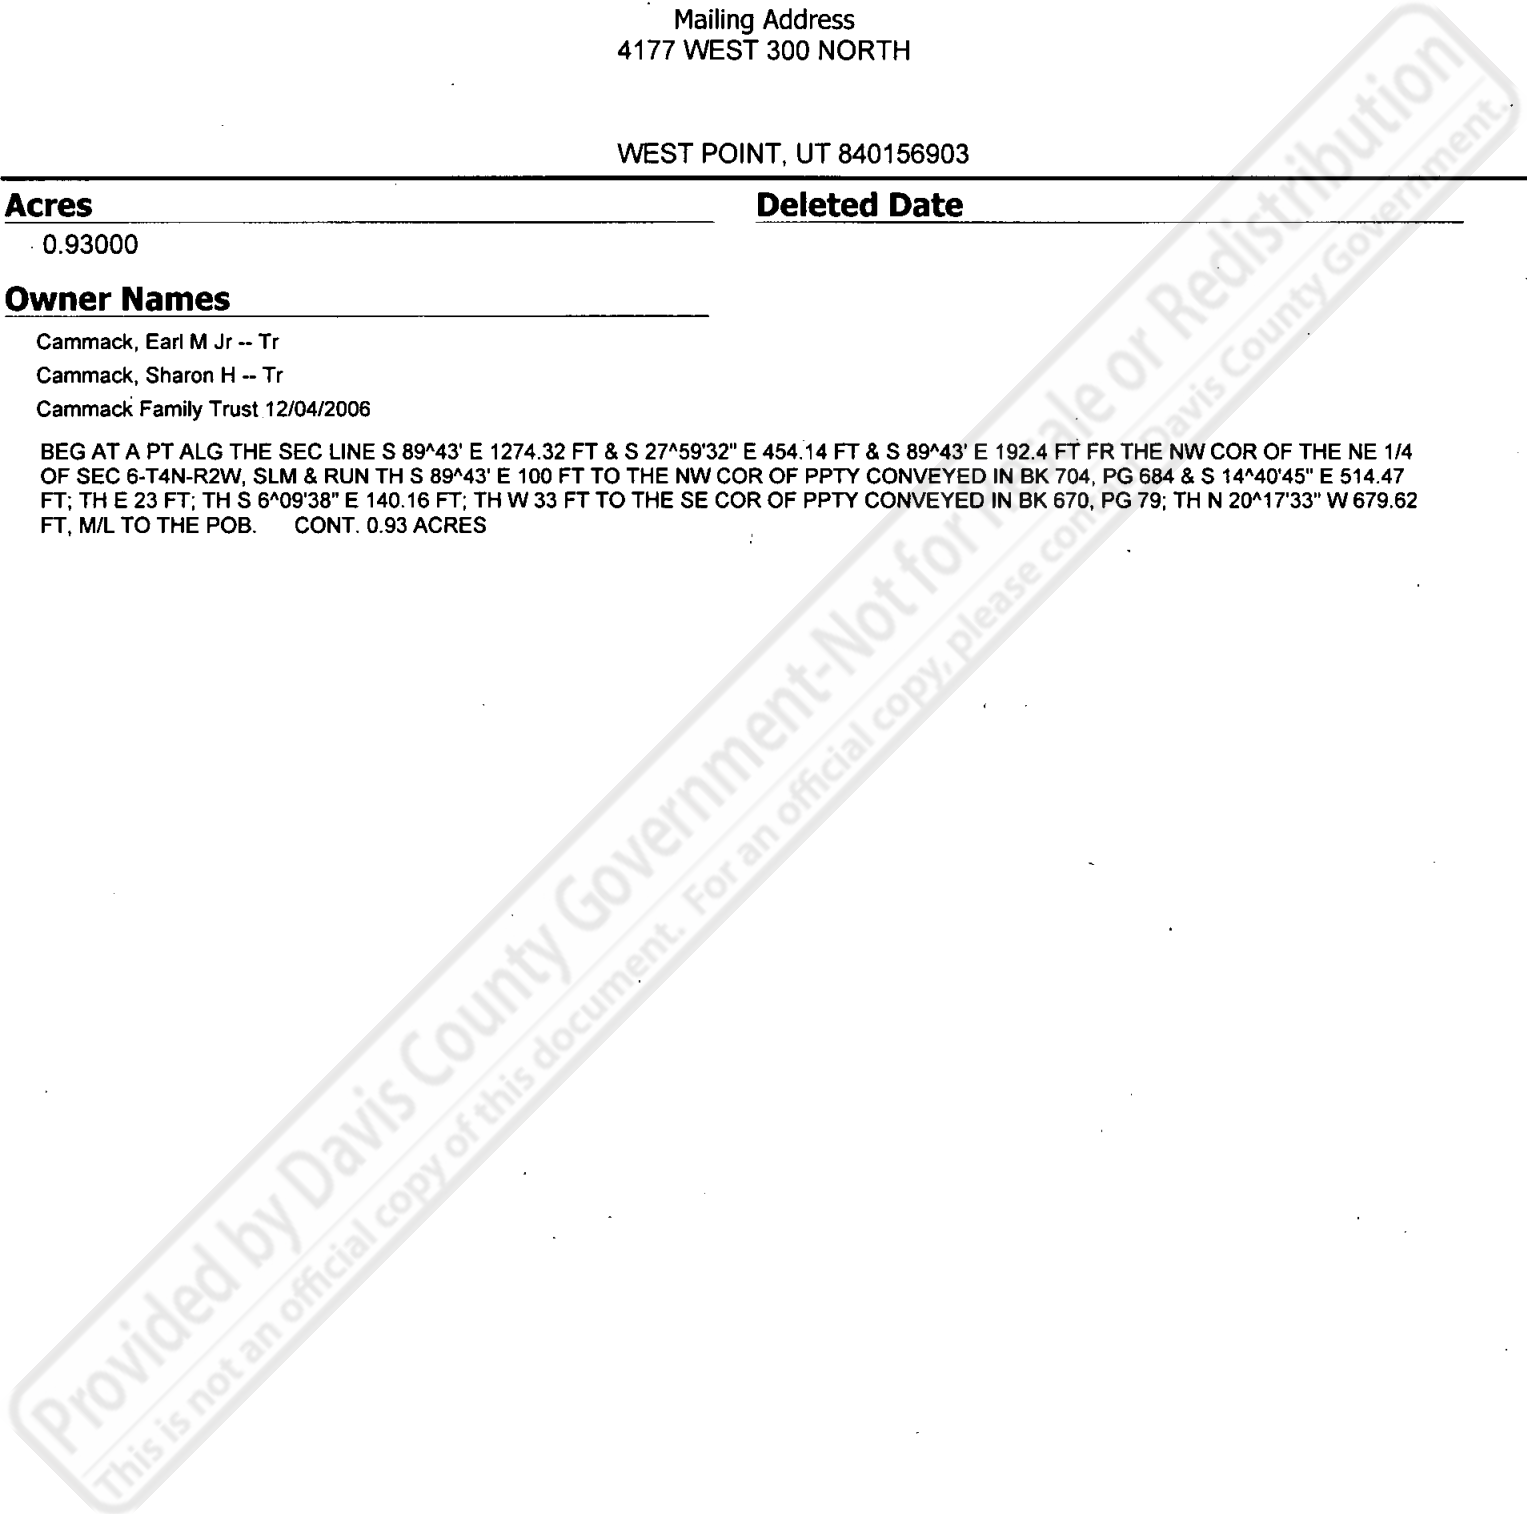 Mailing Address
4177 WEST 300 NORTH
WEST POINT, UT 840156903
Acres
Deleted Date
0.93000
Owner Names
Cammack, Earl M Jr -- Tr
Cammack, Sharon H -- Tr
Cammack Family Trust 12/04/2006
BEG AT A PT ALG THE SEC LINE S 89^43' E 1274.32 FT & S 27^59'32" E 454.14 FT & S 89^43' E 192.4 FT FR THE NW COR OF THE NE 1/4
OF SEC 6-T4N-R2W, SLM & RUN TH S 89^43' E 100 FT TO THE NW COR OF PPTY CONVEYED IN BK 704, PG 684 & S 14^40'45" E 514.47
FT; TH E 23 FT; TH S 6^09'38" E 140.16 FT; TH W 33 FT TO THE SE COR OF PPTY CONVEYED IN BK 670, PG 79; TH N 20^17'33" W 679.62
FT, M/L TO THE POB. CONT. 0.93 ACRES
Provided by Davis County Government-Not for resale or Redistribution
This is not an official copy of this document. For an official copy, please contact Davis County Government.